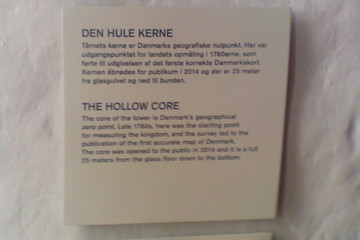 DEN HULE KERNE
Tårnets kerne er Danmarks geografiske nulpunkt. Her var
udgangspunktet for landets opmåling i 1760erne, som
førte til udgivelsen af det første korrekte Danmarkskort.
Kernen åbnedes for publikum i 2014 og der er 25 meter
fra glasgulvet og ned til bunden.
THE HOLLOW CORE
The core of the tower is Denmark's geographical
zero point. Late 1760s, here was the starting point
for measuring the kingdom, and the survey led to the
publication of the first accurate map of Denmark.
The core was opened to the public in 2014 and it is a full
25 meters from the glass floor down to the bottom.